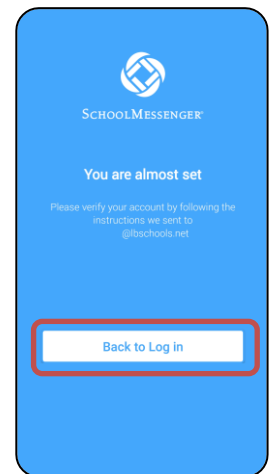 SCHOOLMESSENGER®
You are almost set
Please verify your account by following the
instructions we sent to
@lbschools.net
Back to Log in